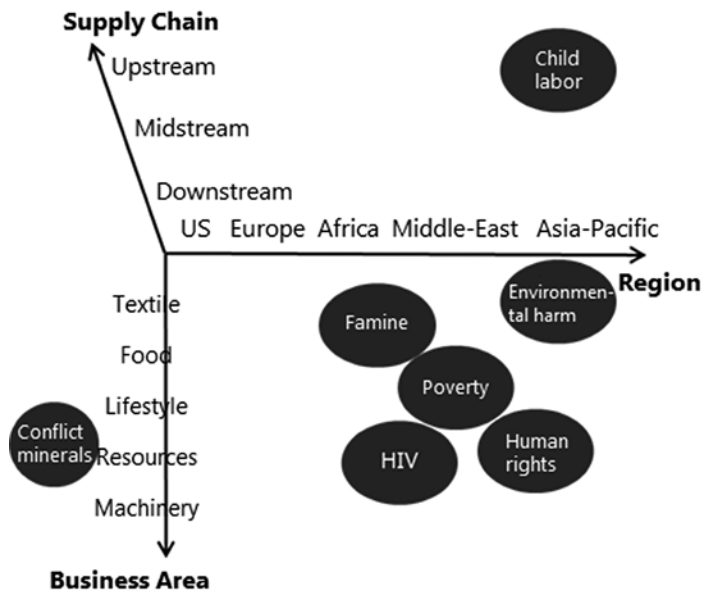 Supply Chain
Upstream
Child
labor
Midstream
Downstream
US Europe Africa Middle-East Asia-Pacific
Region
Textile
Environmen-
tal harm
Famine
Food
Poverty
Lifestyle
Conflict
minerals
Resources
HIV
Human
rights
Machinery
Business Area